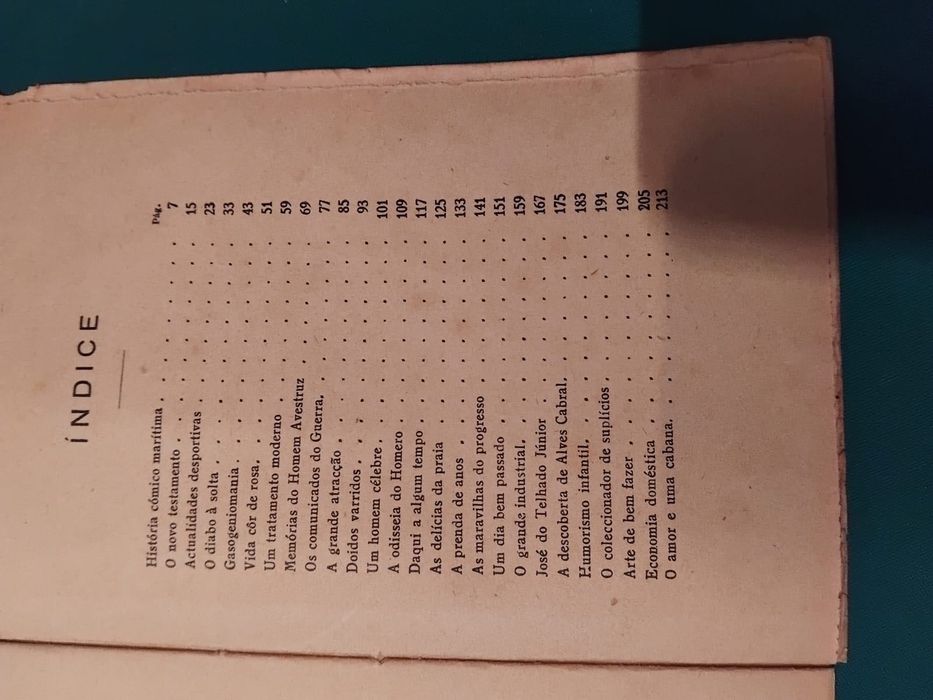 ÍNDICE
Pág.
História cómico marítima . . . . . . . 7
O novo testamento . . . . . . . . 15
Actualidades desportivas . . . . . . . 23
O diabo à solta . . . . . . . . . 33
Gasogeniomania . . . . . . . . . 43
Vida côr de rosa . . . . . . . . . 51
Um tratamento moderno . . . . . . . 59
Memórias do Homem Avestruz . . . . . . 69
Os comunicados do Guerra . . . . . . . 77
A grande atracção . . . . . . . . 85
Doidos varridos . . . . . . . . . 93
Um homem célebre . . . . . . . . 101
A odisseia do Homero . . . . . . . . 109
Daqui a algum tempo . . . . . . . . 117
As delícias da praia . . . . . . . . 125
A prenda de anos . . . . . . . . 133
As maravilhas do progresso . . . . . . . 141
Um dia bem passado . . . . . . . . 151
O grande industrial . . . . . . . . 159
José do Telhado Júnior . . . . . . . 167
A descoberta de Alves Cabral . . . . . . 175
Humorismo infantil . . . . . . . . 183
O coleccionador de suplícios . . . . . . 191
Arte de bem fazer . . . . . . . . 199
Economia doméstica . . . . . . . . 205
O amor e uma cabana . . . . . . . . 213